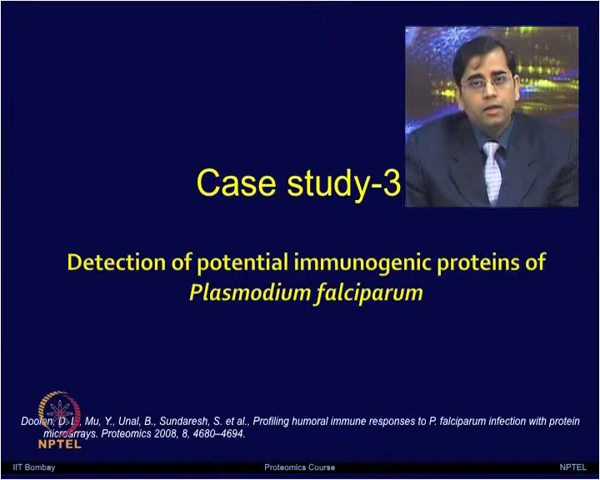 Case study-3
Detection of potential immunogenic proteins of
Plasmodium falciparum
Doolan, D. L., Mu, Y., Unal, B., Sundaresh, S. et al., Profiling humoral immune responses to P. falciparum infection with protein
microarrays. Proteomics 2008, 8, 4680–4694.
NPTEL
IIT Bombay
Proteomics Course
NPTEL